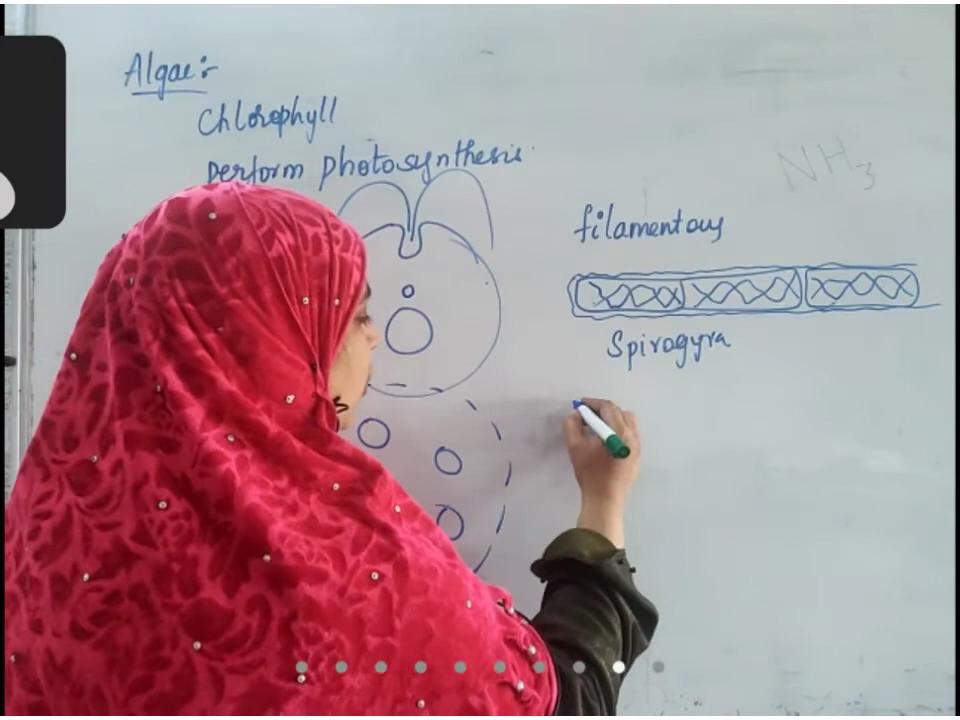 Algae:-
Chlorophyll
Perform photosynthesis.
NH3
filamentous
Spirogyra